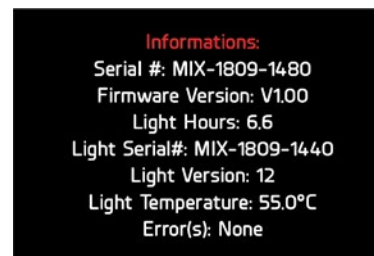 Informations:
Serial #: MIX-1809-1480
Firmware Version: V1.00
Light Hours: 6.6
Light Serial#: MIX-1809-1440
Light Version: 12
Light Temperature: 55.0°C
Error(s): None